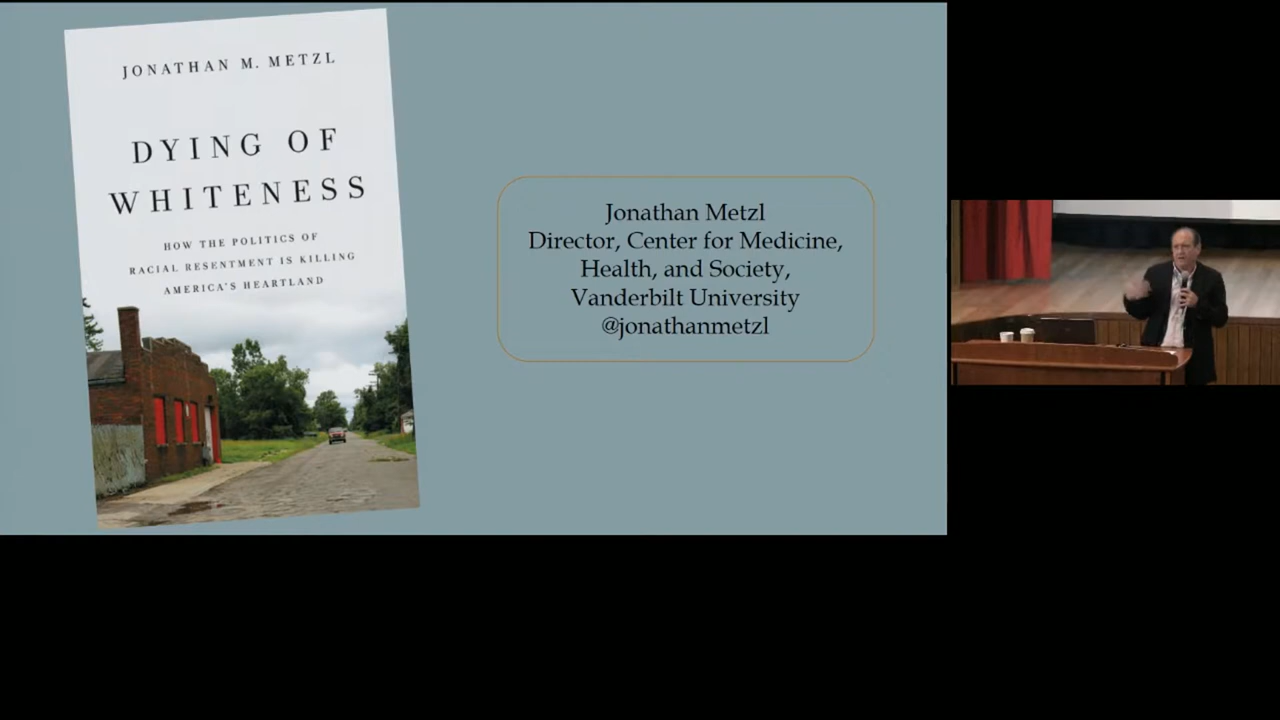 JONATHAN M. METZL
DYING OF
WHITENESS
HOW THE POLITICS OF
RACIAL RESENTMENT IS KILLING
AMERICA'S HEARTLAND
Jonathan Metzl
Director, Center for Medicine,
Health, and Society,
Vanderbilt University
@jonathanmetzl